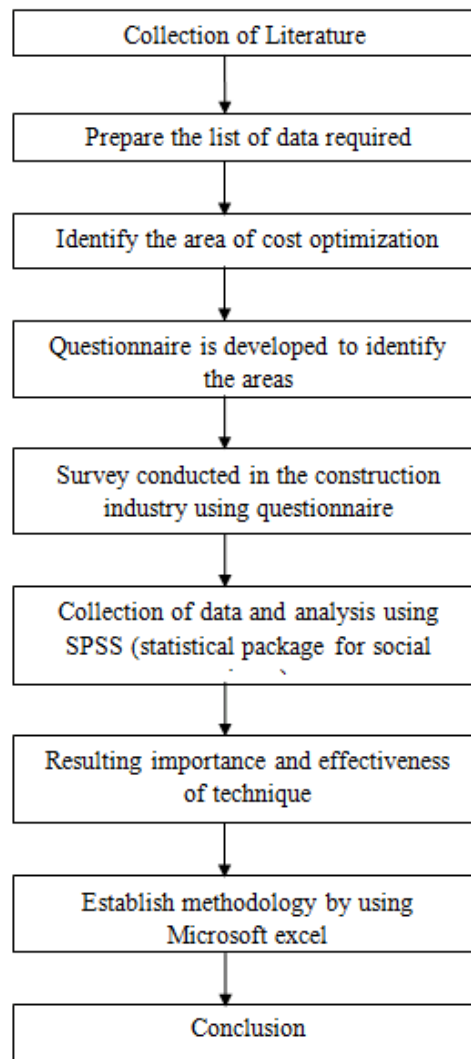 Collection of Literature
Prepare the list of data required
Identify the area of cost optimization
Questionnaire is developed to identify
the areas
Survey conducted in the construction
industry using questionnaire
Collection of data and analysis using
SPSS (statistical package for social
Resulting importance and effectiveness
of technique
Establish methodology by using
Microsoft excel
Conclusion